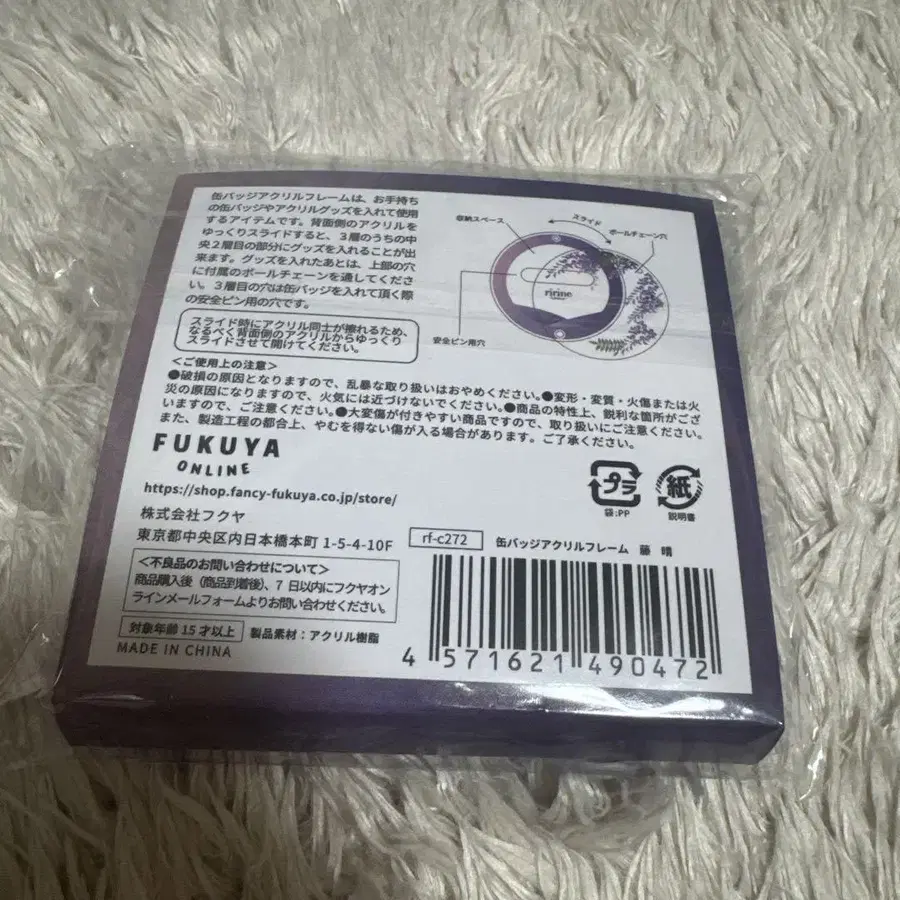 缶バッジアクリルフレームは、お手持ち
の缶バッジやアクリルグッズを入れて使用
するアイテムです。背面側のアクリルを
ゆっくりスライドすると、3層のうちの中
央2層目の部分にグッズを入れることが出
来ます。グッズを入れたあとは、上部の穴
に付属のボールチェーンを通してくださ
い。3層目の穴は缶バッジを入れて頂く際
の安全ピン用の穴です。
スライド時にアクリル同士が擦れるため、
なるべく背面側のアクリルからゆっくり
スライドさせて開けてください。
収納スペース
スライド
ボールチェーン穴
ririne
安全ピン用穴
<ご使用上の注意>
●破損の原因となりますので、乱暴な取り扱いはおやめください。●変形・変質・火傷または火
災の原因になりますので、火気には近づけないでください。●商品の特性上、鋭利な箇所がござ
いますので、ご注意ください。●大変傷が付きやすい商品ですので、取り扱いにご注意ください。
また、製造工程の都合上、やむを得ない傷が入る場合があります。ご了承ください。
FUKUYA
ONLINE
https://shop.fancy-fukuya.co.jp/store/
プラ
袋:PP
紙
説明書
株式会社フクヤ
東京都中央区内日本橋本町 1-5-4-10F
rf-c272
缶バッジアクリルフレーム 藤 晴
<不良品のお問い合わせについて>
商品購入後(商品到着後)、7日以内にフクヤオン
ラインメールフォームよりお問い合わせください。
対象年齢15才以上
製品素材:アクリル樹脂
MADE IN CHINA
4 571621 490472